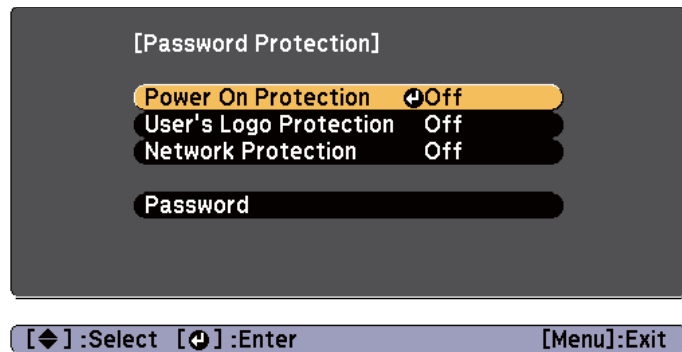 [Password Protection]
Power On Protection Off
User's Logo Protection Off
Network Protection Off
Password
[◆] :Select [↵] :Enter [Menu]:Exit